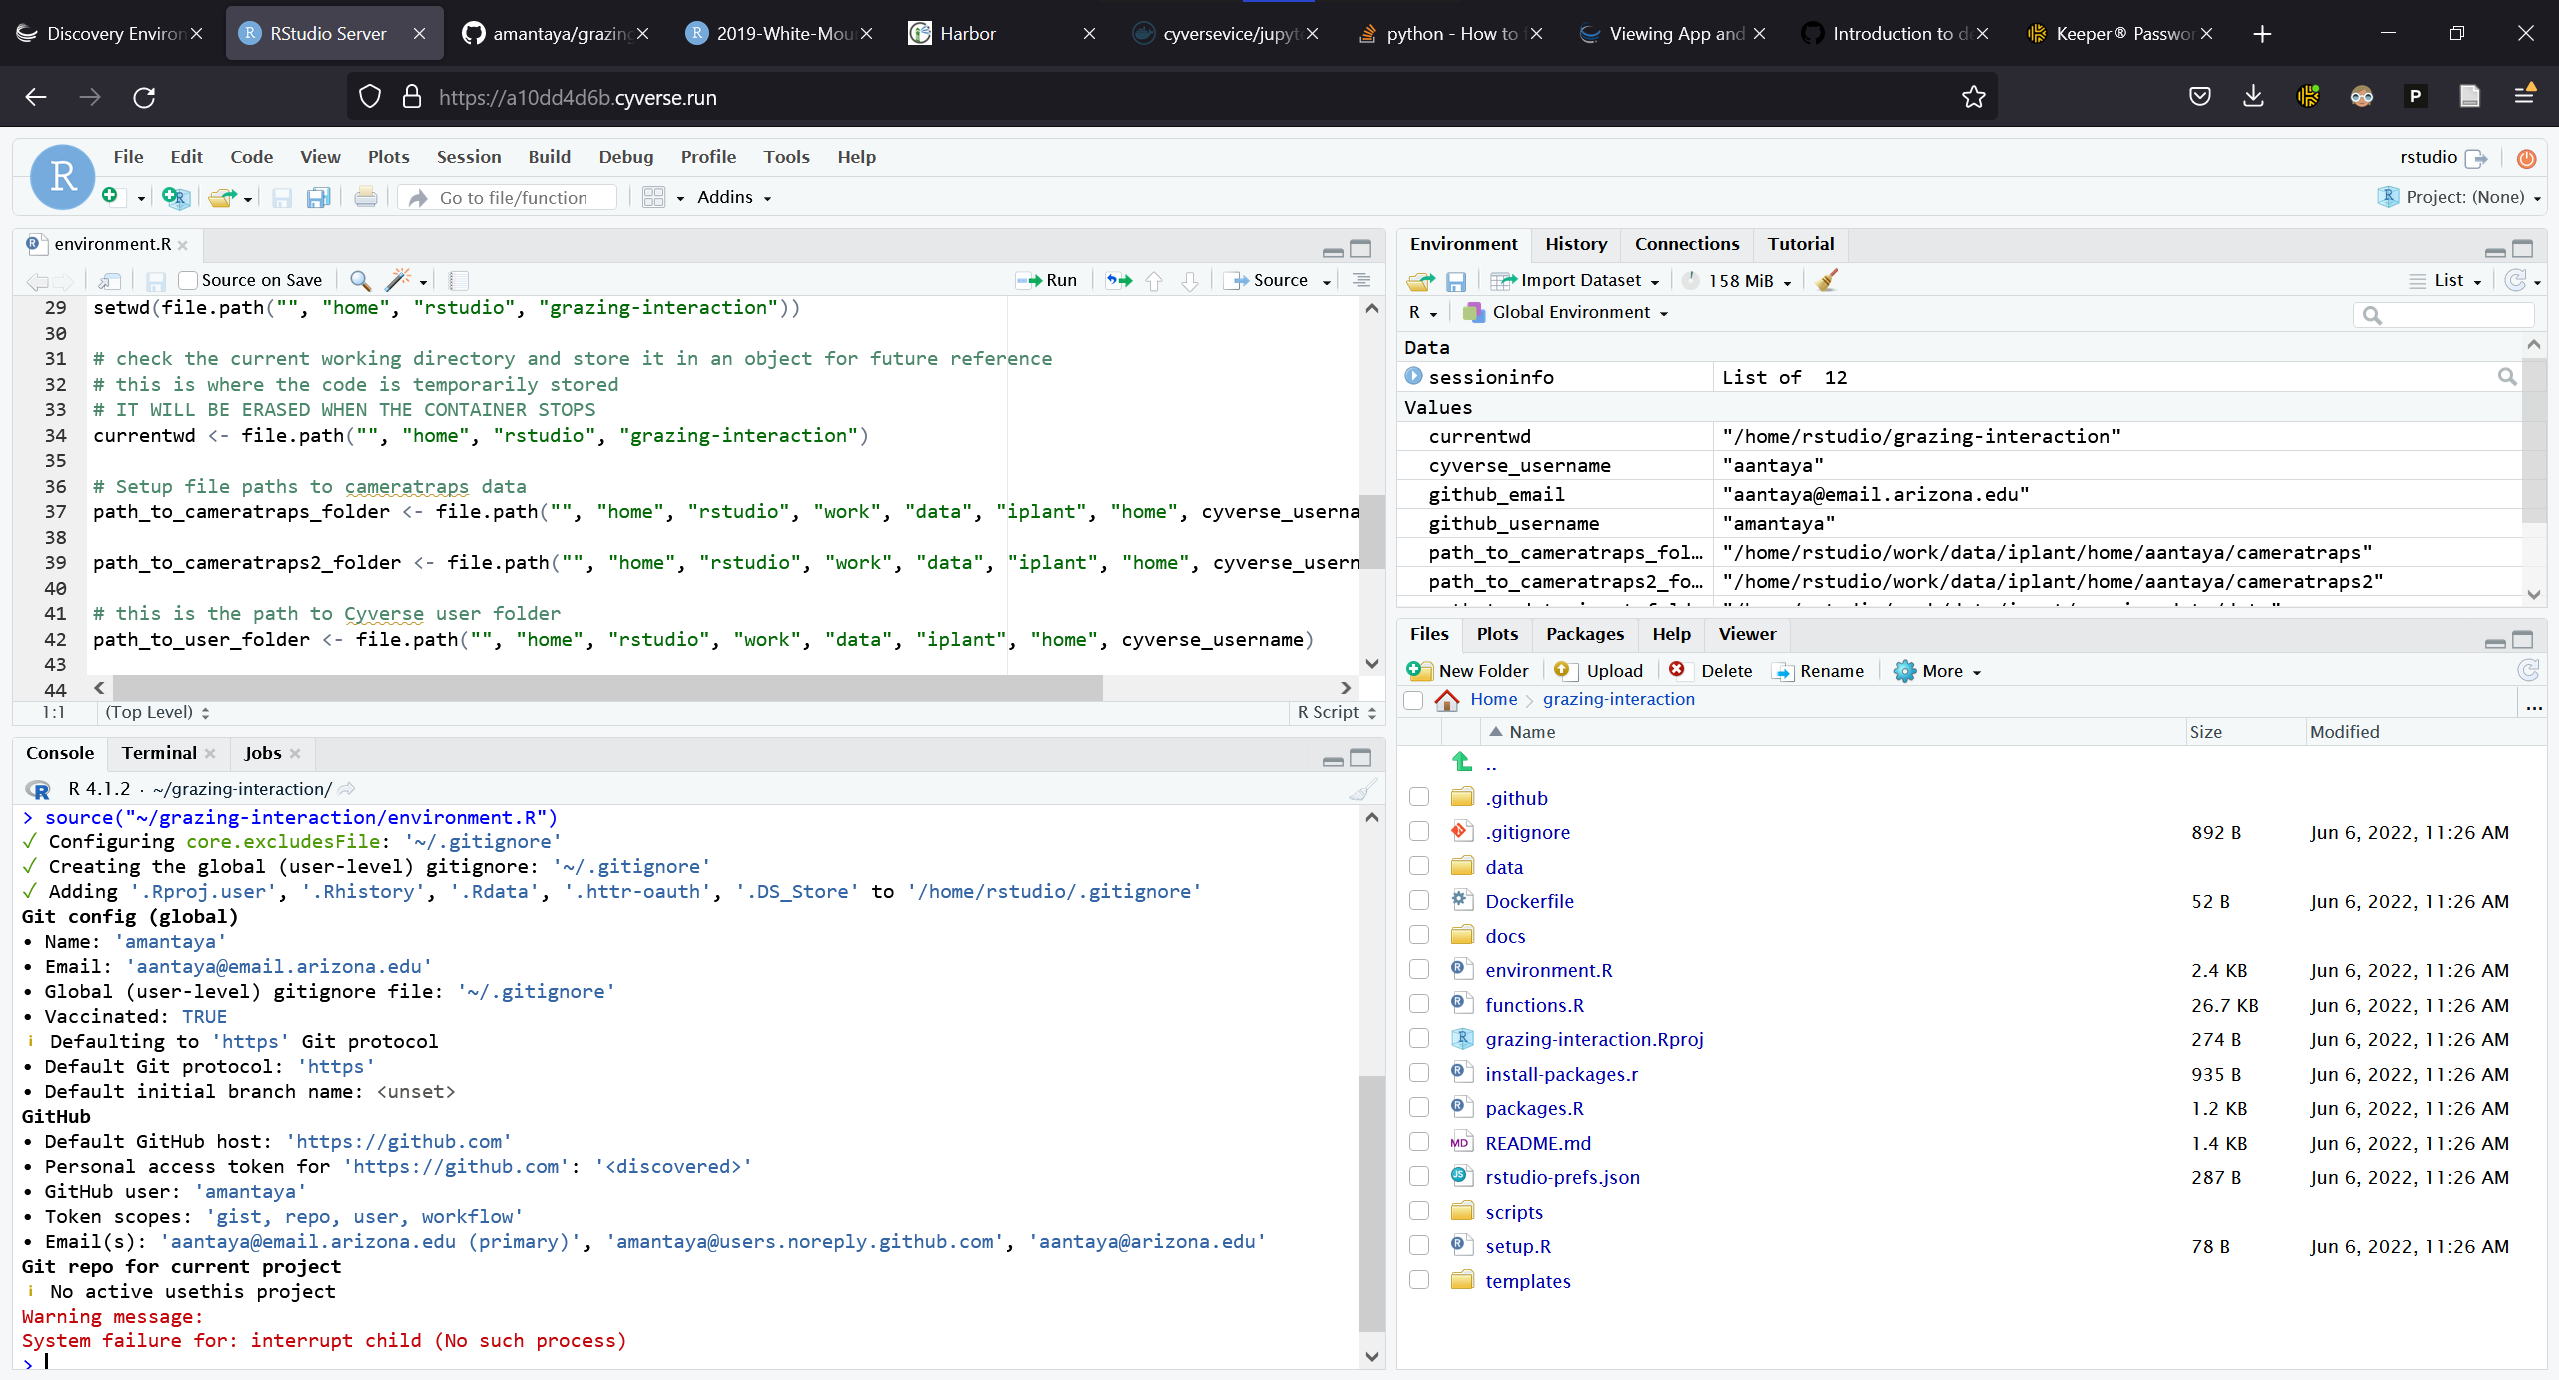 Discovery Environ
RStudio Server
amantaya/grazing
2019-White-Mou
Harbor
cyversevice/jupyt
python - How to f
Viewing App and
Introduction to d
Keeper® Passwor
https://a10dd4d6b.cyverse.run
P
R
File Edit Code View Plots Session Build Debug Profile Tools Help
rstudio
Go to file/function
Addins
Project: (None)
environment.R
Source on Save
Run
Source
29 setwd(file.path("", "home", "rstudio", "grazing-interaction"))
30
31 # check the current working directory and store it in an object for future reference
32 # this is where the code is temporarily stored
33 # IT WILL BE ERASED WHEN THE CONTAINER STOPS
34 currentwd <- file.path("", "home", "rstudio", "grazing-interaction")
35
36 # Setup file paths to cameratraps data
37 path_to_cameratraps_folder <- file.path("", "home", "rstudio", "work", "data", "iplant", "home", cyverse_userna
38
39 path_to_cameratraps2_folder <- file.path("", "home", "rstudio", "work", "data", "iplant", "home", cyverse_usern
40
41 # this is the path to Cyverse user folder
42 path_to_user_folder <- file.path("", "home", "rstudio", "work", "data", "iplant", "home", cyverse_username)
43
44
1:1 (Top Level) R Script
Console Terminal Jobs
R 4.1.2 · ~/grazing-interaction/
> source("~/grazing-interaction/environment.R")
✓ Configuring core.excludesFile: '~/.gitignore'
✓ Creating the global (user-level) gitignore: '~/.gitignore'
✓ Adding '.Rproj.user', '.Rhistory', '.Rdata', '.httr-oauth', '.DS_Store' to '/home/rstudio/.gitignore'
Git config (global)
• Name: 'amantaya'
• Email: 'aantaya@email.arizona.edu'
• Global (user-level) gitignore file: '~/.gitignore'
• Vaccinated: TRUE
i Defaulting to 'https' Git protocol
• Default Git protocol: 'https'
• Default initial branch name: <unset>
GitHub
• Default GitHub host: 'https://github.com'
• Personal access token for 'https://github.com': '<discovered>'
• GitHub user: 'amantaya'
• Token scopes: 'gist, repo, user, workflow'
• Email(s): 'aantaya@email.arizona.edu (primary)', 'amantaya@users.noreply.github.com', 'aantaya@arizona.edu'
Git repo for current project
i No active usethis project
Warning message:
System failure for: interrupt child (No such process)
>
Environment History Connections Tutorial
Import Dataset 158 MiB List
R Global Environment
Data
sessioninfo List of 12
Values
currentwd "/home/rstudio/grazing-interaction"
cyverse_username "aantaya"
github_email "aantaya@email.arizona.edu"
github_username "amantaya"
path_to_cameratraps_fol… "/home/rstudio/work/data/iplant/home/aantaya/cameratraps"
path_to_cameratraps2_fo… "/home/rstudio/work/data/iplant/home/aantaya/cameratraps2"
Files Plots Packages Help Viewer
New Folder Upload Delete Rename More
Home grazing-interaction ...
Name Size Modified
..
.github
.gitignore 892 B Jun 6, 2022, 11:26 AM
data
Dockerfile 52 B Jun 6, 2022, 11:26 AM
docs
environment.R 2.4 KB Jun 6, 2022, 11:26 AM
functions.R 26.7 KB Jun 6, 2022, 11:26 AM
grazing-interaction.Rproj 274 B Jun 6, 2022, 11:26 AM
install-packages.r 935 B Jun 6, 2022, 11:26 AM
packages.R 1.2 KB Jun 6, 2022, 11:26 AM
README.md 1.4 KB Jun 6, 2022, 11:26 AM
rstudio-prefs.json 287 B Jun 6, 2022, 11:26 AM
scripts
setup.R 78 B Jun 6, 2022, 11:26 AM
templates